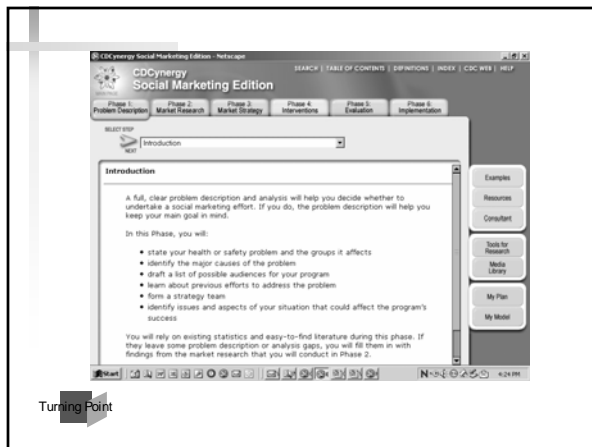 CDCynergy Social Marketing Edition - Netscape
SEARCH | TABLE OF CONTENTS | DEFINITIONS | INDEX | CDC WEB | HELP
CDCynergy
Social Marketing Edition
Phase 1: Problem Description
Phase 2: Market Research
Phase 3: Market Strategy
Phase 4: Interventions
Phase 5: Evaluation
Phase 6: Implementation
SELECT STEP
NEXT
Introduction
Introduction
A full, clear problem description and analysis will help you decide whether to
undertake a social marketing effort. If you do, the problem description will help you
keep your main goal in mind.
In this Phase, you will:
• state your health or safety problem and the groups it affects
• identify the major causes of the problem
• draft a list of possible audiences for your program
• learn about previous efforts to address the problem
• form a strategy team
• identify issues and aspects of your situation that could affect the program's
success
You will rely on existing statistics and easy-to-find literature during this phase. If
they leave some problem description or analysis gaps, you will fill them in with
findings from the market research that you will conduct in Phase 2.
Examples
Resources
Consultant
Tools for
Research
Media
Library
My Plan
My Model
Start
4:24 PM
Turning Point